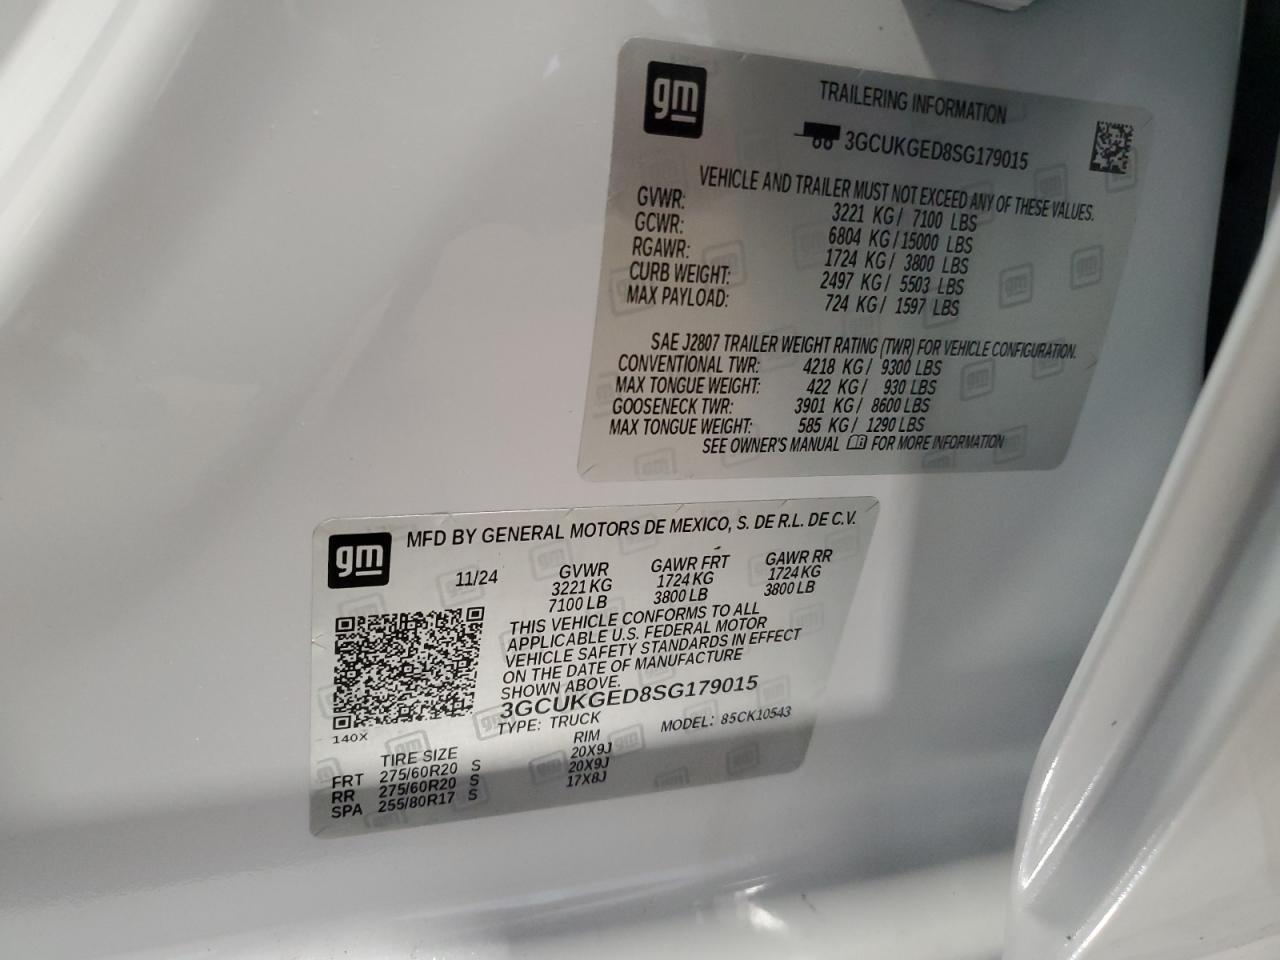 gm
TRAILERING INFORMATION
3GCUKGED8SG179015
VEHICLE AND TRAILER MUST NOT EXCEED ANY OF THESE VALUES.
GVWR: 3221 KG/ 7100 LBS
GCWR: 6804 KG/15000 LBS
RGAWR: 1724 KG/ 3800 LBS
CURB WEIGHT: 2497 KG/ 5503 LBS
MAX PAYLOAD: 724 KG/ 1597 LBS
SAE J2807 TRAILER WEIGHT RATING (TWR) FOR VEHICLE CONFIGURATION.
CONVENTIONAL TWR: 4218 KG/ 9300 LBS
MAX TONGUE WEIGHT: 422 KG/ 930 LBS
GOOSENECK TWR: 3901 KG/ 8600 LBS
MAX TONGUE WEIGHT: 585 KG/ 1290 LBS
SEE OWNER'S MANUAL FOR MORE INFORMATION
gm
MFD BY GENERAL MOTORS DE MEXICO, S. DE R.L. DE C.V.
11/24 GVWR GAWR FRT GAWR RR
3221 KG 1724 KG 1724 KG
7100 LB 3800 LB 3800 LB
THIS VEHICLE CONFORMS TO ALL
APPLICABLE U.S. FEDERAL MOTOR
VEHICLE SAFETY STANDARDS IN EFFECT
ON THE DATE OF MANUFACTURE
SHOWN ABOVE.
3GCUKGED8SG179015
TYPE: TRUCK MODEL: 85CK10543
140X
TIRE SIZE RIM
FRT 275/60R20 S 20X9J
RR 275/60R20 S 20X9J
SPA 255/80R17 S 17X8J